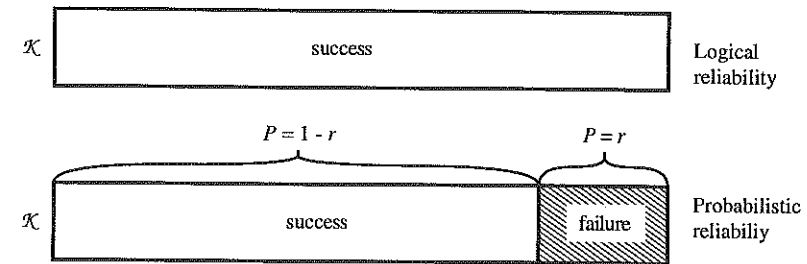 𝒦 success Logical
reliability
P = 1 - r P = r
𝒦 success failure Probabilistic
reliabiliy